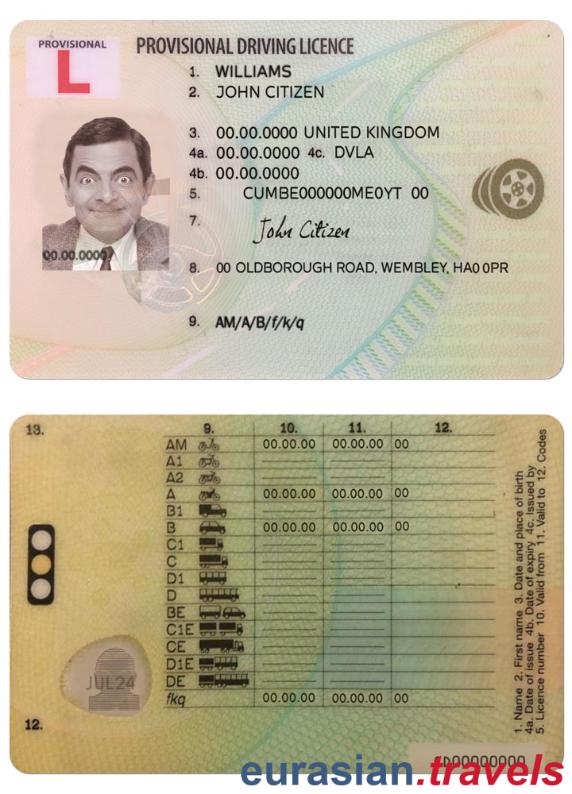 PROVISIONAL
L
PROVISIONAL DRIVING LICENCE
1. WILLIAMS
2. JOHN CITIZEN
3. 00.00.0000 UNITED KINGDOM
4a. 00.00.0000 4c. DVLA
4b. 00.00.0000
5. CUMBE000000ME0YT 00
7. John Citizen
00.00.0000
8. 00 OLDBOROUGH ROAD, WEMBLEY, HA0 0PR
9. AM/A/B/f/k/q
13. 9. 10. 11. 12.
AM 00.00.00 00.00.00 00
A1
A2
A 00.00.00 00.00.00 00
B1
B 00.00.00 00.00.00 00
C1
C
D1
D
BE
C1E
CE
D1E
DE
fkq 00.00.00 00.00.00 00
JUL24
12.
1. Name 2. First name 3. Date and place of birth
4a. Date of issue 4b. Date of expiry 4c. Issued by
5. Licence number 10. Valid from 11. Valid to 12. Codes
eurasian.travels